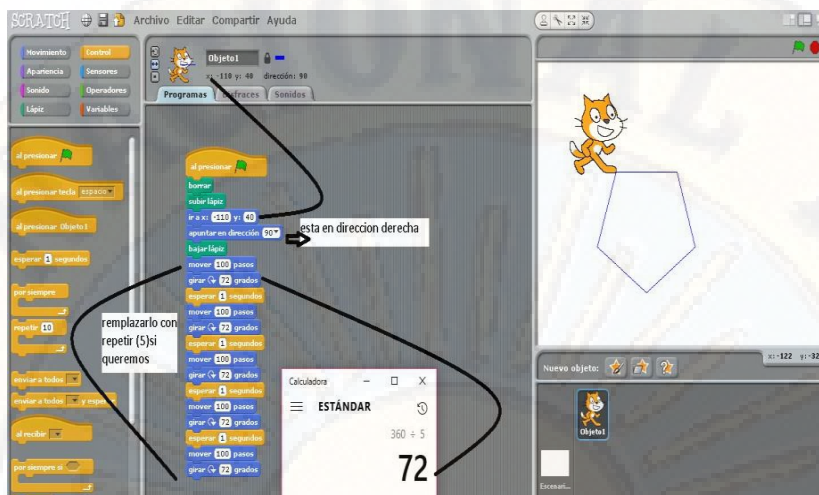 SCRATCH Archivo Editar Compartir Ayuda
Movimiento Control
Apariencia Sensores
Sonido Operadores
Lápiz Variables
Objeto1
x: -110 y: 40 dirección: 90
Programas Disfraces Sonidos
al presionar
al presionar tecla espacio
al presionar Objeto1
esperar 1 segundos
por siempre
repetir 10
enviar a todos
enviar a todos y esperar
al recibir
por siempre si
al presionar
borrar
subir lápiz
ir a x: -110 y: 40
apuntar en dirección 90
bajar lápiz
mover 100 pasos
girar 72 grados
esperar 1 segundos
mover 100 pasos
girar 72 grados
esperar 1 segundos
mover 100 pasos
girar 72 grados
esperar 1 segundos
mover 100 pasos
girar 72 grados
esperar 1 segundos
mover 100 pasos
girar 72 grados
esta en direccion derecha
remplazarlo con
repetir (5)si
queremos
Calculadora
ESTÁNDAR
360 ÷ 5
72
x: -122 y: -32
Nuevo objeto:
Objeto1
Escenari...